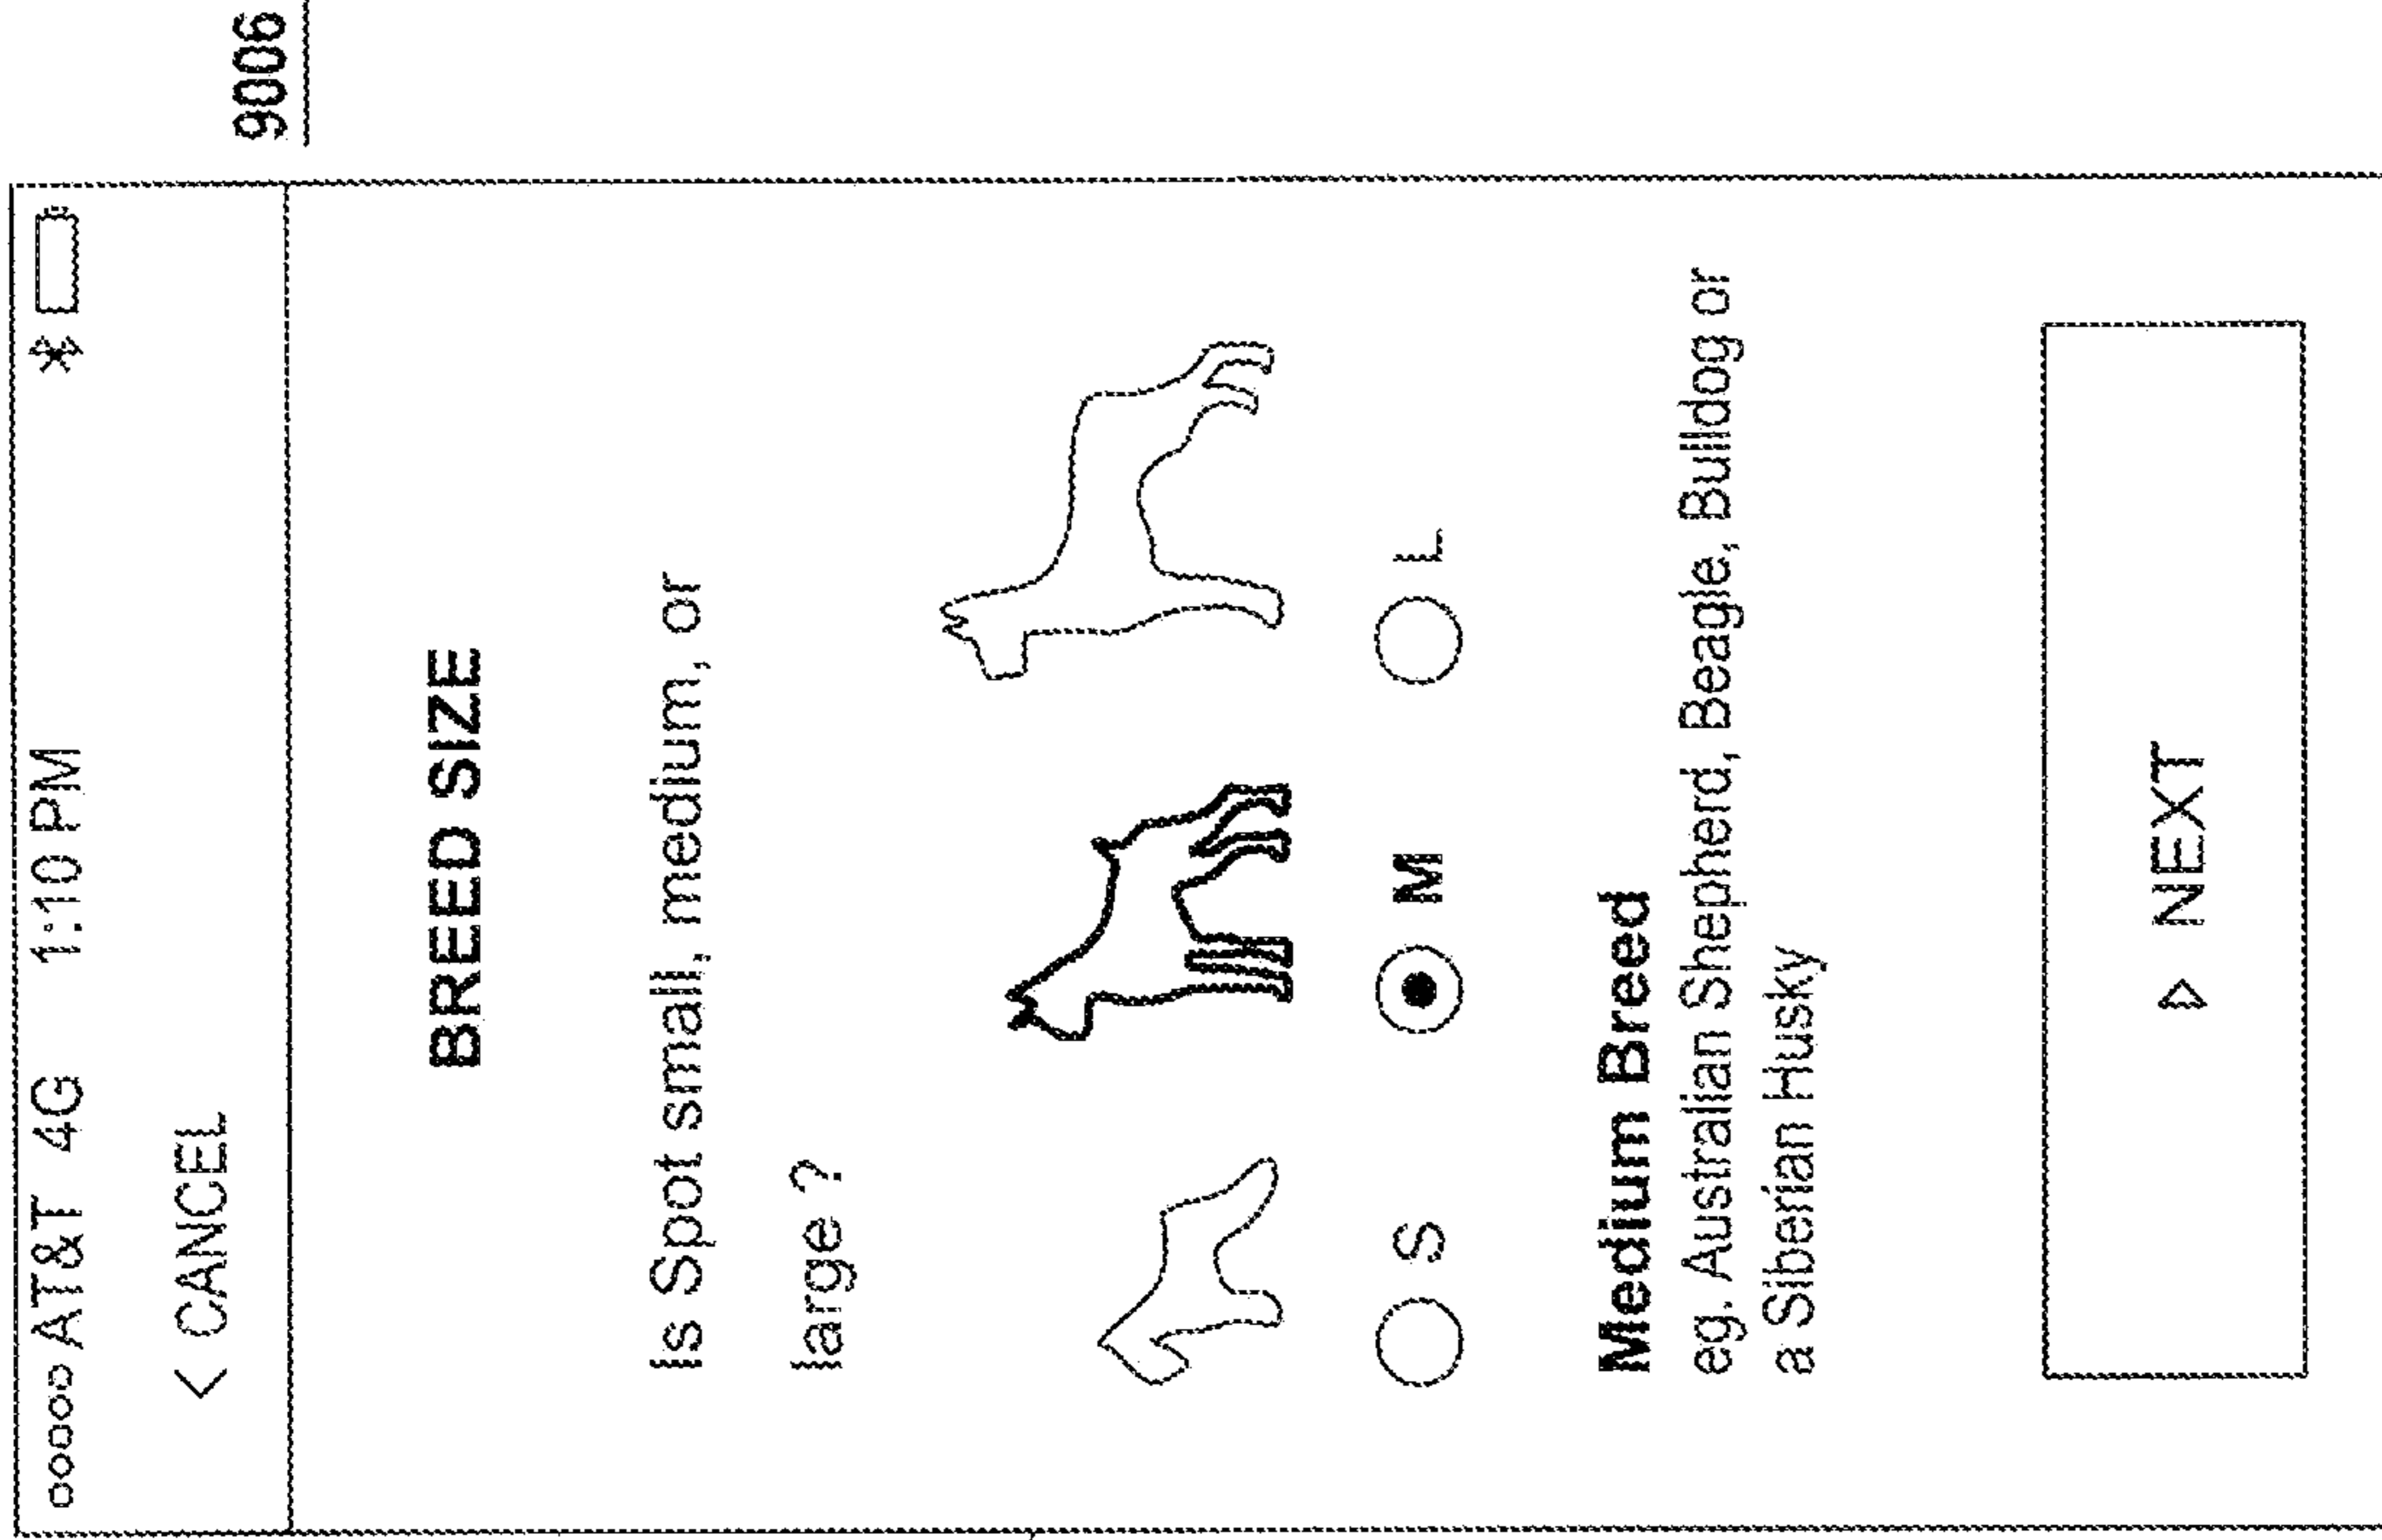 9006
ooooo AT&T 4G 1:10 PM
< CANCEL
BREED SIZE
Is Spot small, medium, or
large ?
S M L
Medium Breed
eg. Australian Shepherd, Beagle, Bulldog or
a Siberian Husky
NEXT